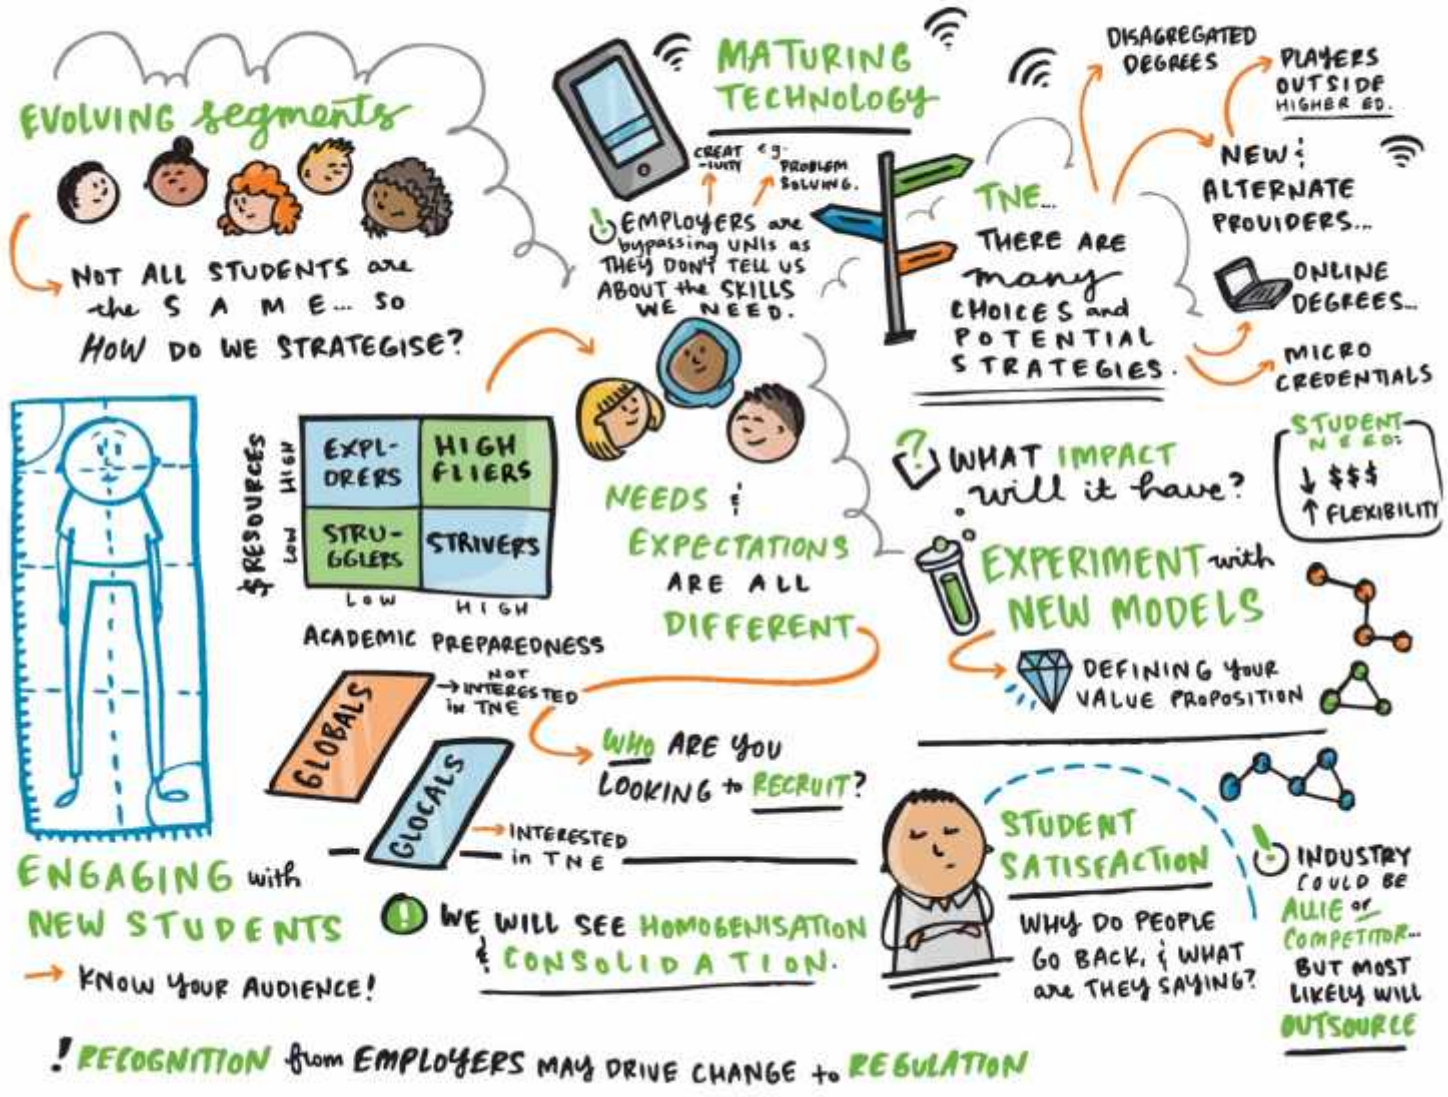 EVOLVING segments
NOT ALL STUDENTS are
the SAME... SO
HOW DO WE STRATEGISE?
MATURING
TECHNOLOGY
CREAT
-IVITY
eg.
PROBLEM
SOLVING.
! EMPLOYERS are
bypassing UNIs as
THEY DON'T TELL US
ABOUT the SKILLS
WE NEED.
TNE...
THERE ARE
many
CHOICES and
POTENTIAL
STRATEGIES.
DISAGREGATED
DEGREES
PLAYERS
OUTSIDE
HIGHER ED.
NEW &
ALTERNATE
PROVIDERS...
ONLINE
DEGREES...
MICRO
CREDENTIALS
$ RESOURCES
HIGH
LOW
EXPL-
ORERS
HIGH
FLIERS
STRU-
GGLERS
STRIVERS
LOW
HIGH
ACADEMIC PREPAREDNESS
NEEDS &
EXPECTATIONS
ARE ALL
DIFFERENT
? WHAT IMPACT
will it have?
STUDENT
NEED:
↓ $$$
↑ FLEXIBILITY
EXPERIMENT with
NEW MODELS
DEFINING YOUR
VALUE PROPOSITION
GLOBALS
→ NOT
INTERESTED
in TNE
GLOCALS
→ INTERESTED
in TNE
WHO ARE YOU
LOOKING to RECRUIT?
ENGAGING with
NEW STUDENTS
→ KNOW YOUR AUDIENCE!
! WE WILL SEE HOMOGENISATION
& CONSOLIDATION.
STUDENT
SATISFACTION
WHY DO PEOPLE
GO BACK, & WHAT
are THEY SAYING?
! INDUSTRY
COULD BE
ALLIE or
COMPETITOR...
BUT MOST
LIKELY WILL
OUTSOURCE
! RECOGNITION from EMPLOYERS MAY DRIVE CHANGE to REGULATION